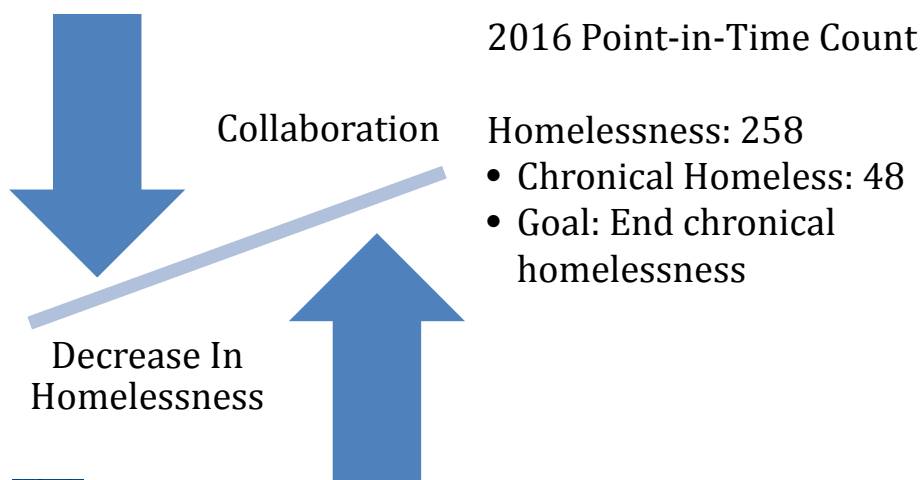 2016 Point-in-Time Count
Collaboration
Homelessness: 258
• Chronical Homeless: 48
• Goal: End chronical
homelessness
Decrease In
Homelessness